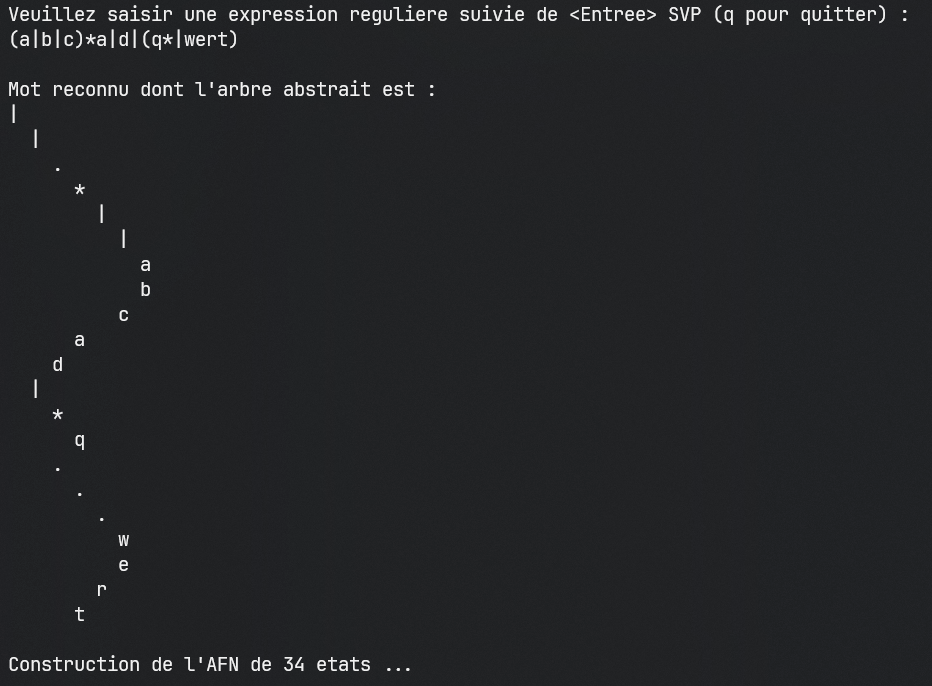 Veuillez saisir une expression reguliere suivie de <Entree> SVP (q pour quitter) :
(a|b|c)*a|d|(q*|wert)

Mot reconnu dont l'arbre abstrait est :
|
  |
    .
      *
        |
          |
            a
            b
          c
      a
    d
  |
    *
      q
    .
      .
        .
          w
          e
        r
      t

Construction de l'AFN de 34 etats ...